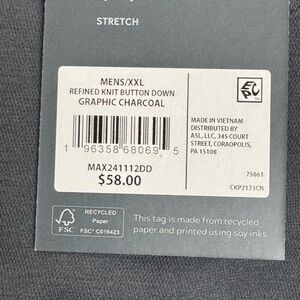 STRETCH
MENS/XXL
REFINED KNIT BUTTON DOWN
GRAPHIC CHARCOAL
1 96358 68069 5
MAX241112DD
$58.00
MADE IN VIETNAM
DISTRIBUTED BY
ASL, LLC, 345 COURT
STREET, CORAOPOLIS,
PA 15108
75061
CKP2173CN
FSC
RECYCLED
Paper
FSC® C016423
This tag is made from recycled
paper and printed using soy inks